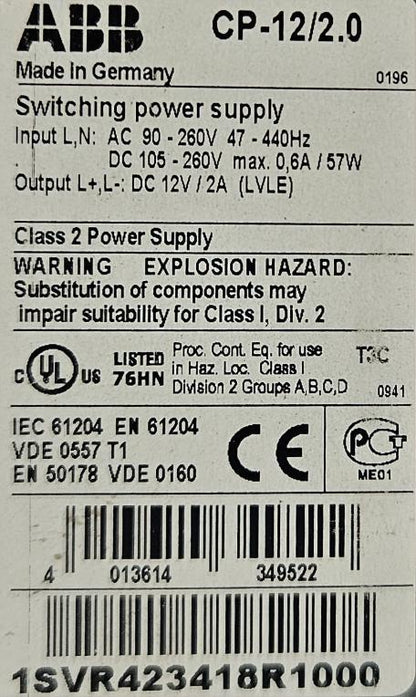 ABB CP-12/2.0
Made in Germany 0196
Switching power supply
Input L,N: AC 90 - 260V 47 - 440Hz
DC 105 - 260V max. 0,6A / 57W
Output L+,L-: DC 12V / 2A (LVLE)
Class 2 Power Supply
WARNING EXPLOSION HAZARD:
Substitution of components may
impair suitability for Class I, Div. 2
C UL US LISTED 76HN
Proc. Cont. Eq. for use T3C
in Haz. Loc. Class I
Division 2 Groups A,B,C,D 0941
IEC 61204 EN 61204
VDE 0557 T1
EN 50178 VDE 0160
CE
PCT
ME01
4 013614 349522
1SVR423418R1000